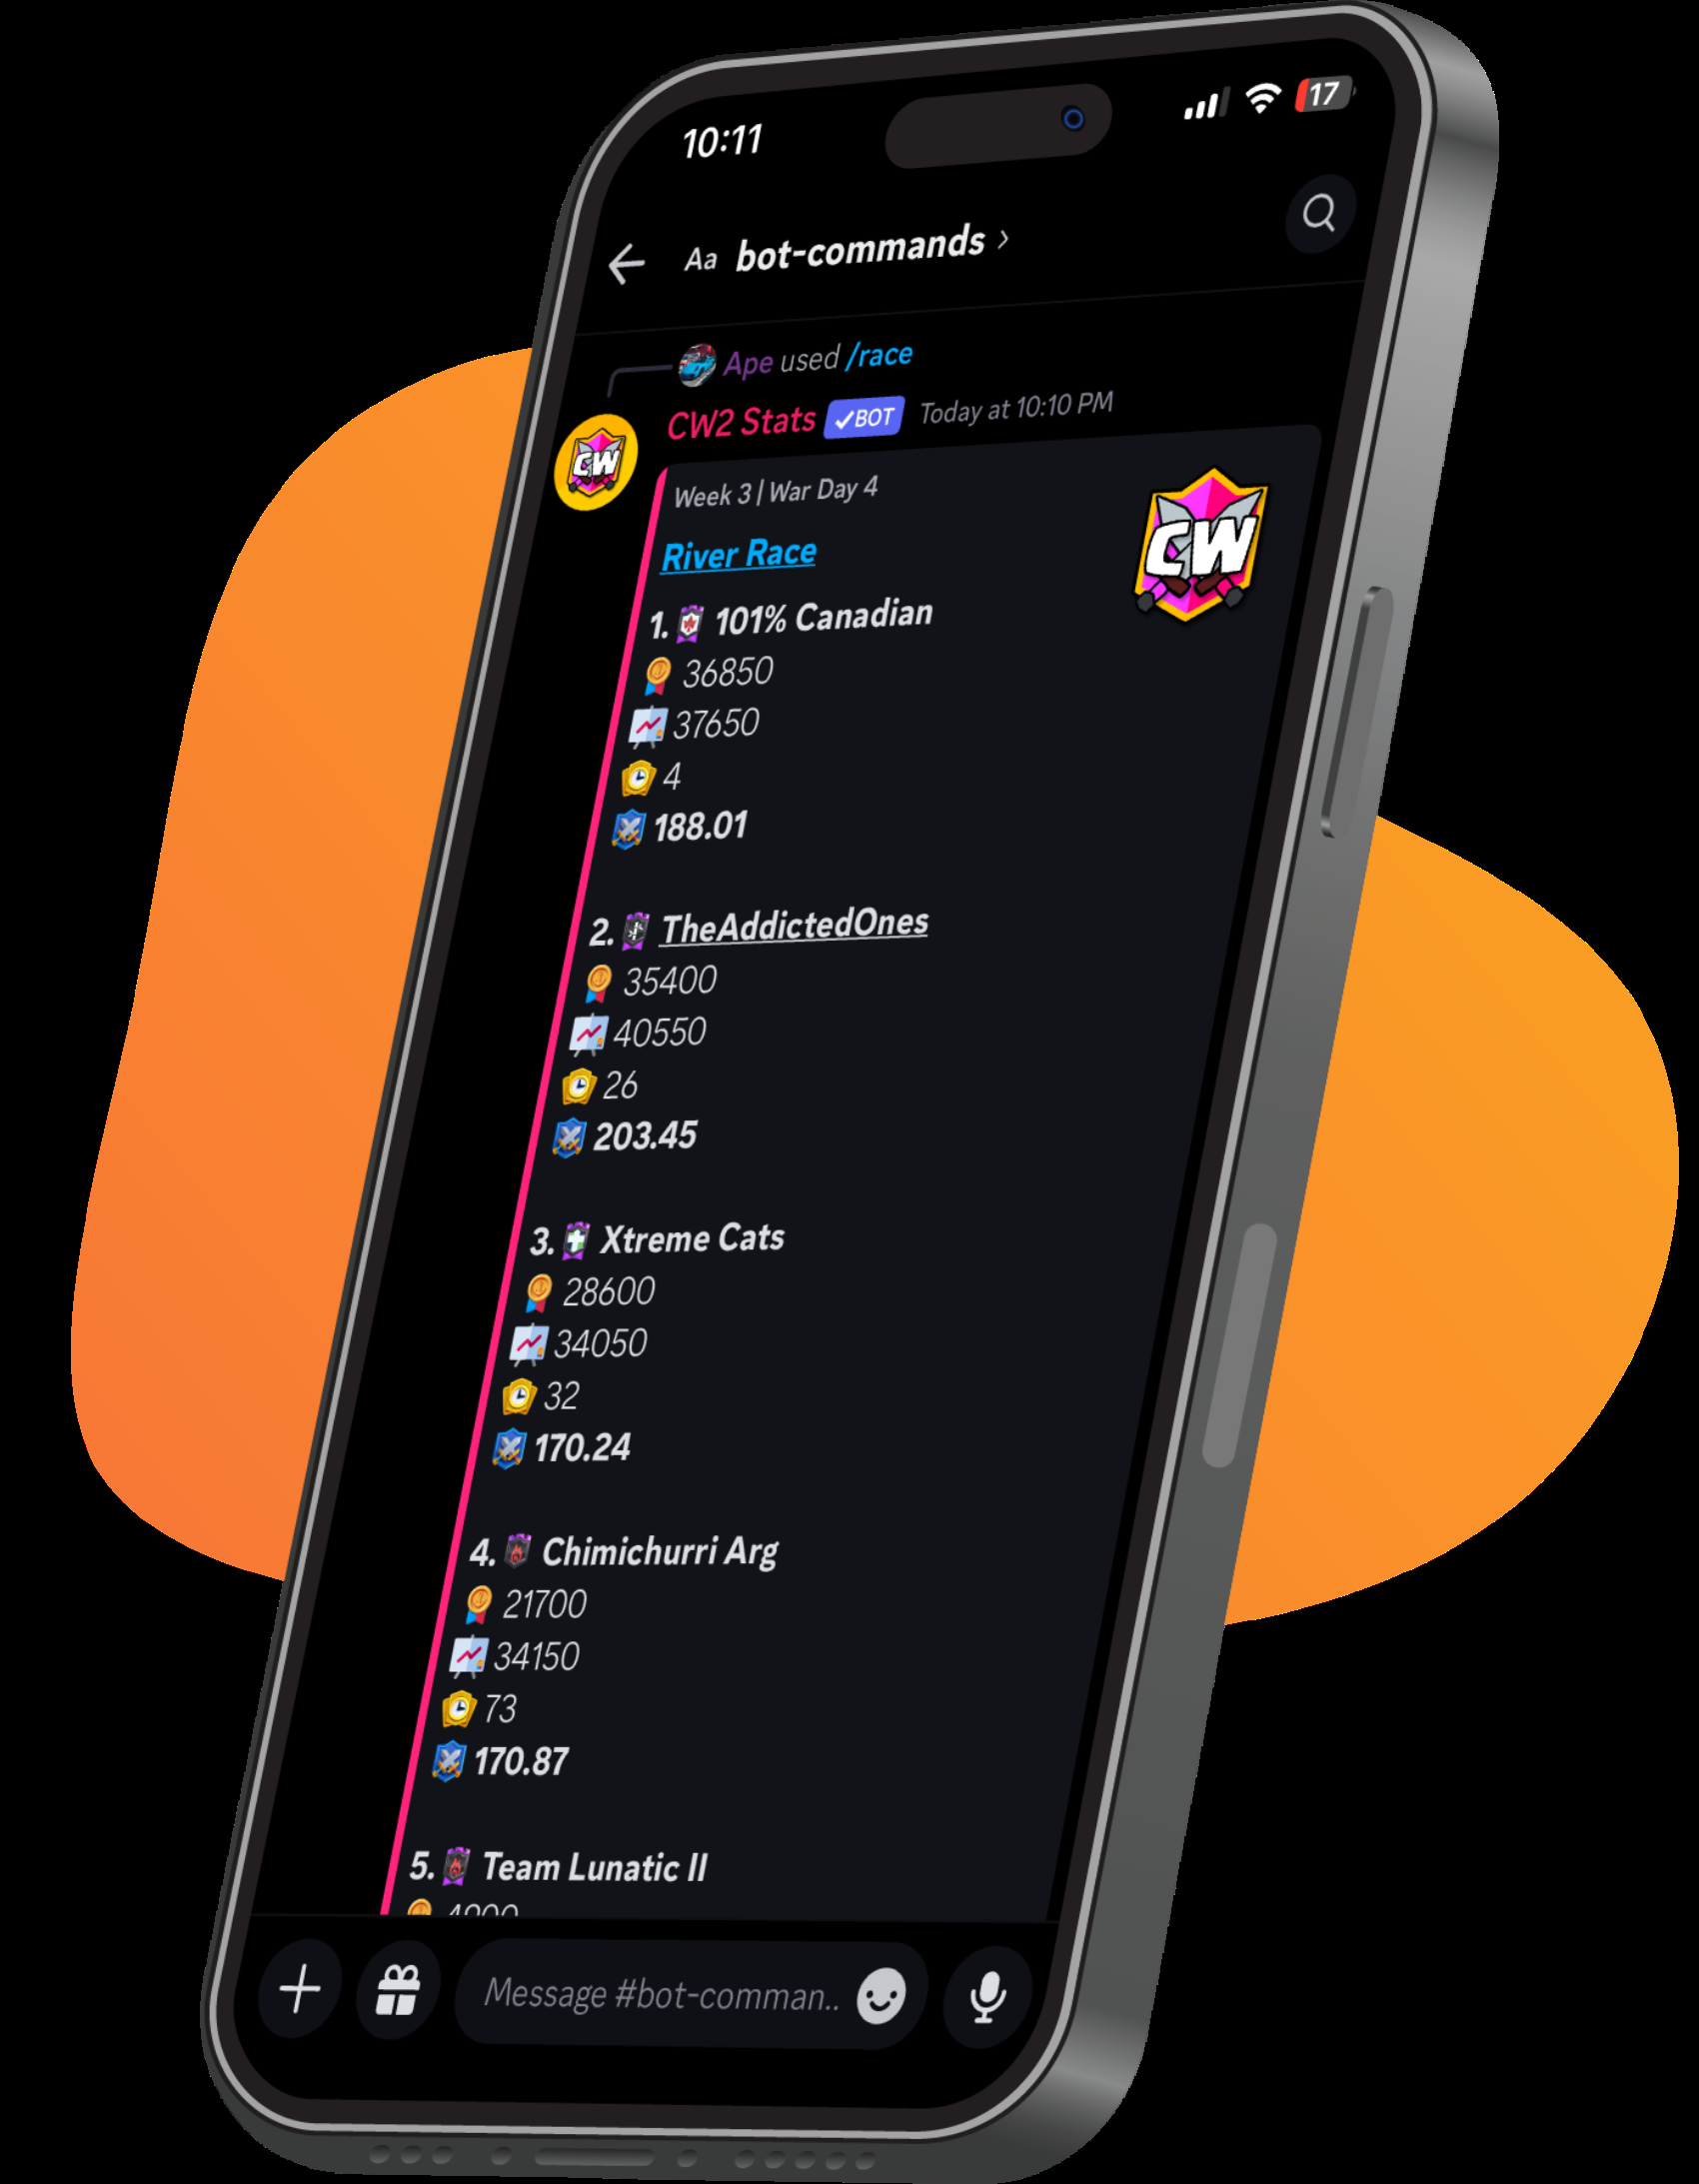 10:11
17
Aa bot-commands
Ape used /race
CW2 Stats BOT Today at 10:10 PM
CW
Week 3 | War Day 4
CW
River Race
1. 101% Canadian
36850
37650
4
188.01
2. TheAddictedOnes
35400
40550
26
203.45
3. Xtreme Cats
28600
34050
32
170.24
4. Chimichurri Arg
21700
34150
73
170.87
5. Team Lunatic II
Message #bot-comman..